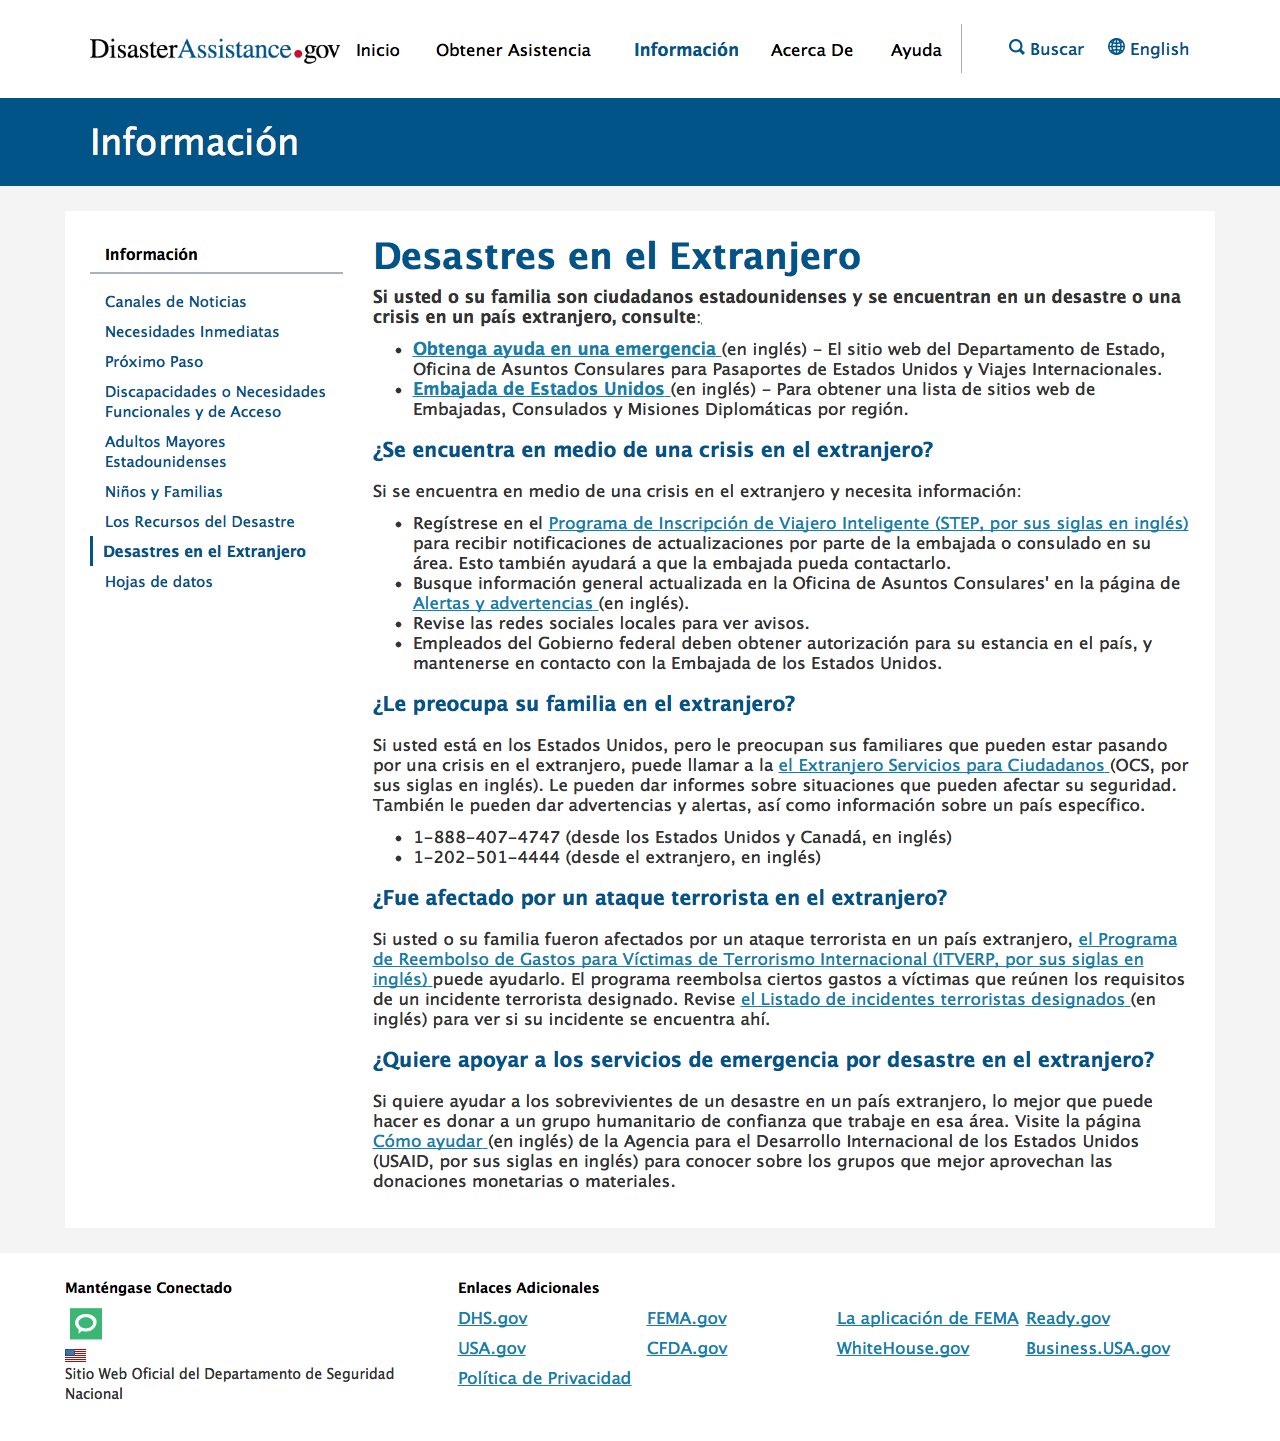 DisasterAssistance.gov Inicio Obtener Asistencia Información Acerca De Ayuda Buscar English
Información
Información
Canales de Noticias
Necesidades Inmediatas
Próximo Paso
Discapacidades o Necesidades
Funcionales y de Acceso
Adultos Mayores
Estadounidenses
Niños y Familias
Los Recursos del Desastre
Desastres en el Extranjero
Hojas de datos
Desastres en el Extranjero
Si usted o su familia son ciudadanos estadounidenses y se encuentran en un desastre o una
crisis en un país extranjero, consulte:
• Obtenga ayuda en una emergencia (en inglés) – El sitio web del Departamento de Estado,
Oficina de Asuntos Consulares para Pasaportes de Estados Unidos y Viajes Internacionales.
• Embajada de Estados Unidos (en inglés) – Para obtener una lista de sitios web de
Embajadas, Consulados y Misiones Diplomáticas por región.
¿Se encuentra en medio de una crisis en el extranjero?
Si se encuentra en medio de una crisis en el extranjero y necesita información:
• Regístrese en el Programa de Inscripción de Viajero Inteligente (STEP, por sus siglas en inglés)
para recibir notificaciones de actualizaciones por parte de la embajada o consulado en su
área. Esto también ayudará a que la embajada pueda contactarlo.
• Busque información general actualizada en la Oficina de Asuntos Consulares' en la página de
Alertas y advertencias (en inglés).
• Revise las redes sociales locales para ver avisos.
• Empleados del Gobierno federal deben obtener autorización para su estancia en el país, y
mantenerse en contacto con la Embajada de los Estados Unidos.
¿Le preocupa su familia en el extranjero?
Si usted está en los Estados Unidos, pero le preocupan sus familiares que pueden estar pasando
por una crisis en el extranjero, puede llamar a la el Extranjero Servicios para Ciudadanos (OCS, por
sus siglas en inglés). Le pueden dar informes sobre situaciones que pueden afectar su seguridad.
También le pueden dar advertencias y alertas, así como información sobre un país específico.
• 1-888-407-4747 (desde los Estados Unidos y Canadá, en inglés)
• 1-202-501-4444 (desde el extranjero, en inglés)
¿Fue afectado por un ataque terrorista en el extranjero?
Si usted o su familia fueron afectados por un ataque terrorista en un país extranjero, el Programa
de Reembolso de Gastos para Víctimas de Terrorismo Internacional (ITVERP, por sus siglas en
inglés) puede ayudarlo. El programa reembolsa ciertos gastos a víctimas que reúnen los requisitos
de un incidente terrorista designado. Revise el Listado de incidentes terroristas designados (en
inglés) para ver si su incidente se encuentra ahí.
¿Quiere apoyar a los servicios de emergencia por desastre en el extranjero?
Si quiere ayudar a los sobrevivientes de un desastre en un país extranjero, lo mejor que puede
hacer es donar a un grupo humanitario de confianza que trabaje en esa área. Visite la página
Cómo ayudar (en inglés) de la Agencia para el Desarrollo Internacional de los Estados Unidos
(USAID, por sus siglas en inglés) para conocer sobre los grupos que mejor aprovechan las
donaciones monetarias o materiales.
Manténgase Conectado
Sitio Web Oficial del Departamento de Seguridad
Nacional
Enlaces Adicionales
DHS.gov FEMA.gov La aplicación de FEMA Ready.gov
USA.gov CFDA.gov WhiteHouse.gov Business.USA.gov
Política de Privacidad